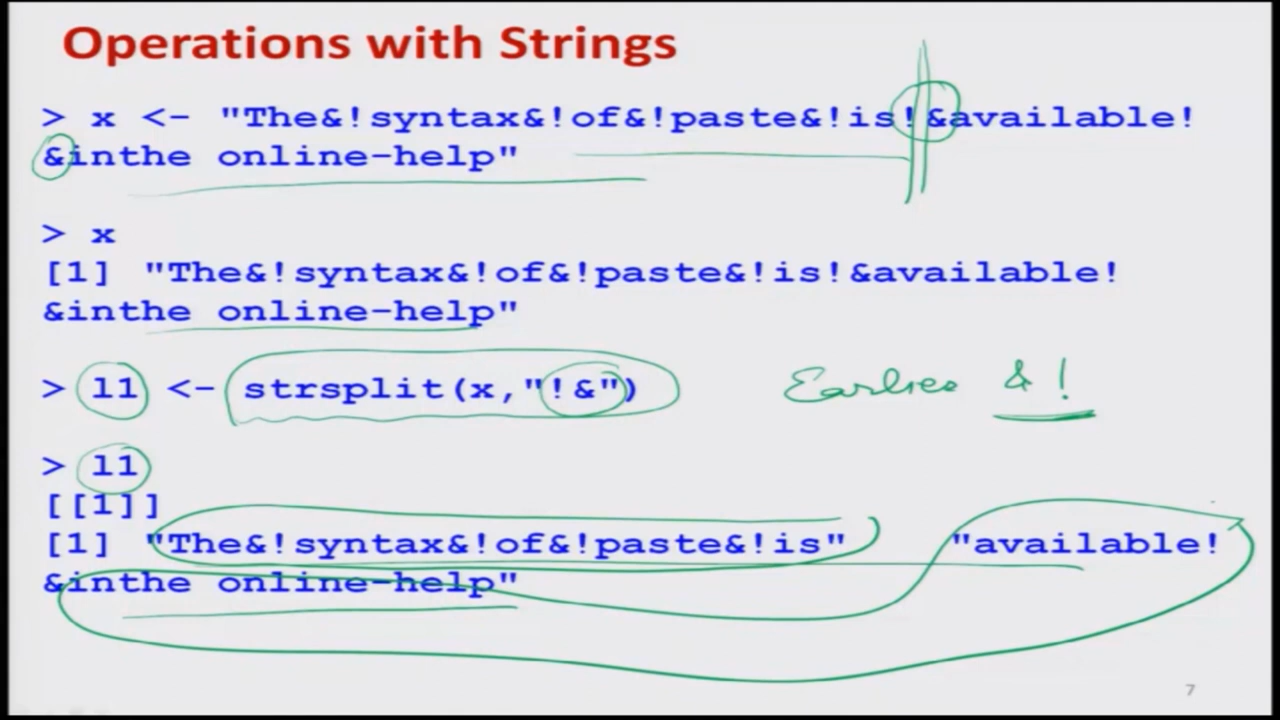 Operations with Strings
> x <- "The&!syntax&!of&!paste&!is!&available!
&inthe online-help"
> x
[1] "The&!syntax&!of&!paste&!is!&available!
&inthe online-help"
> l1 <- strsplit(x,"!&") Earlier &!
> l1
[[1]]
[1] "The&!syntax&!of&!paste&!is" "available!
&inthe online-help"
7